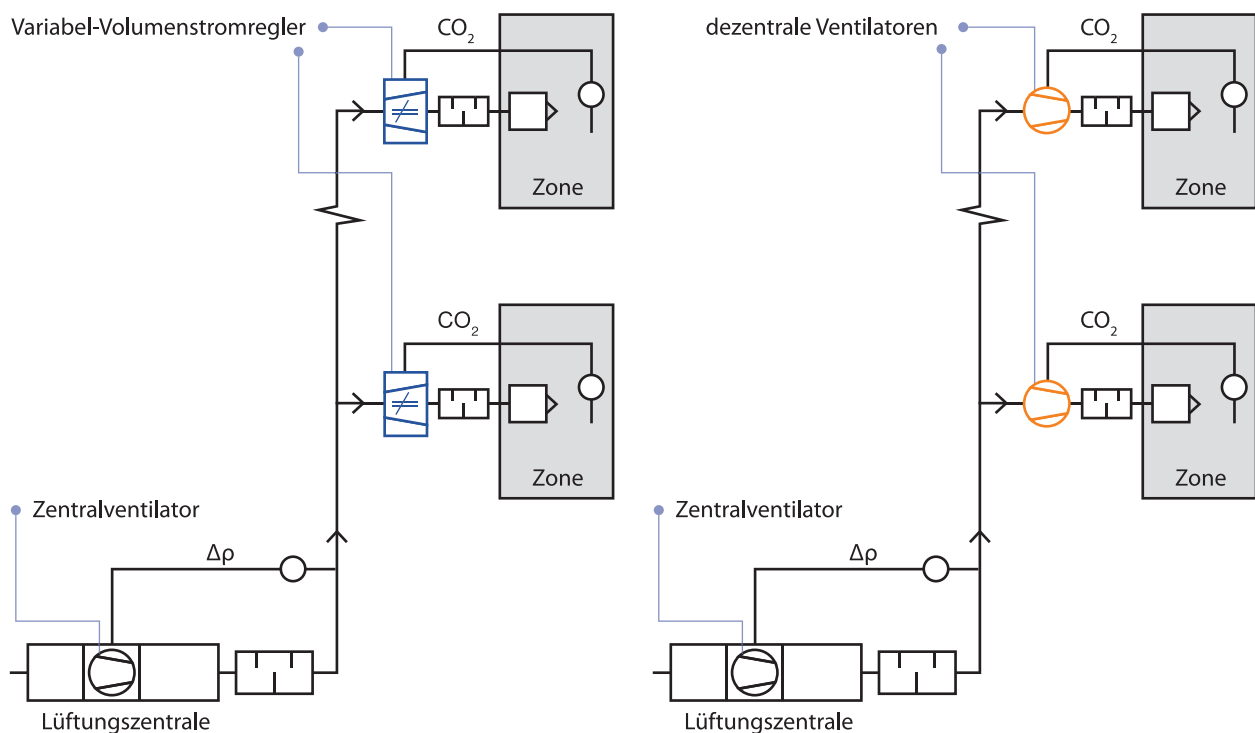 Variabel-Volumenstromregler
CO₂
Zone
CO₂
Zone
Zentralventilator
Δρ
Lüftungszentrale
dezentrale Ventilatoren
CO₂
Zone
CO₂
Zone
Zentralventilator
Δρ
Lüftungszentrale